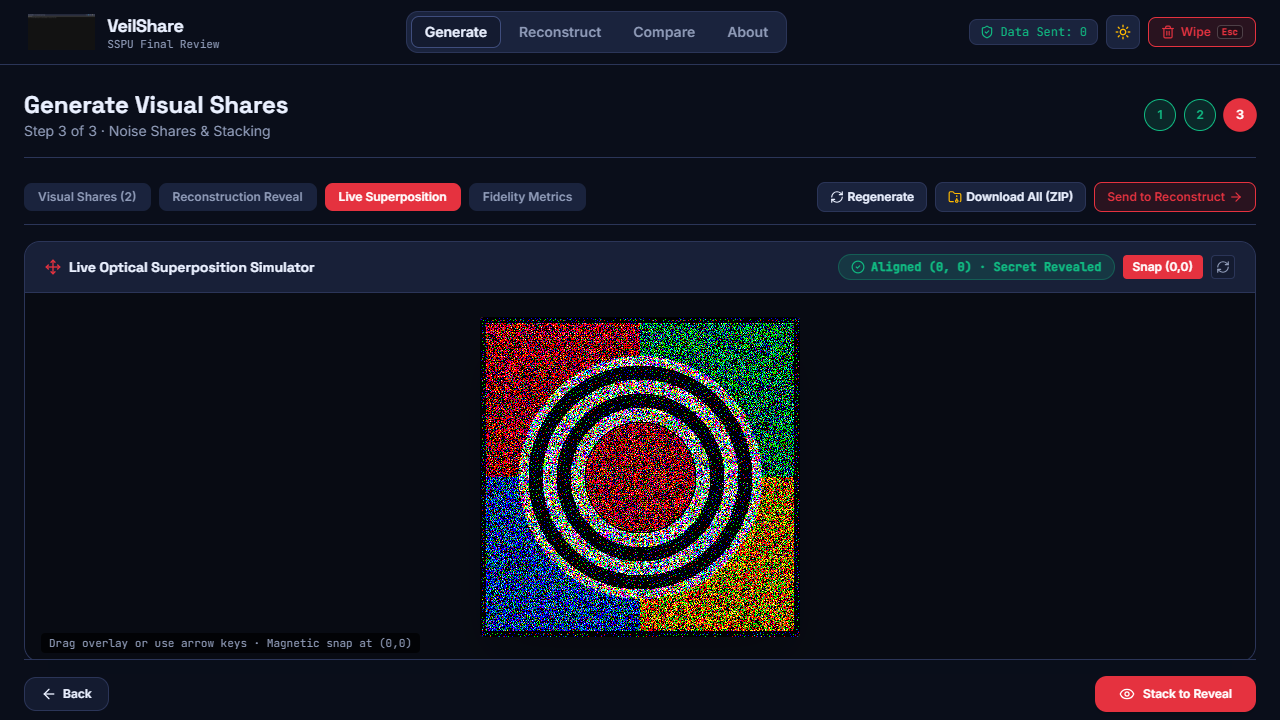 VeilShare
SSPU Final Review
Generate
Reconstruct
Compare
About
Data Sent: 0
Wipe Esc
Generate Visual Shares
Step 3 of 3 · Noise Shares & Stacking
1
2
3
Visual Shares (2)
Reconstruction Reveal
Live Superposition
Fidelity Metrics
Regenerate
Download All (ZIP)
Send to Reconstruct →
Live Optical Superposition Simulator
Aligned (0, 0) · Secret Revealed
Snap (0,0)
Drag overlay or use arrow keys · Magnetic snap at (0,0)
← Back
Stack to Reveal